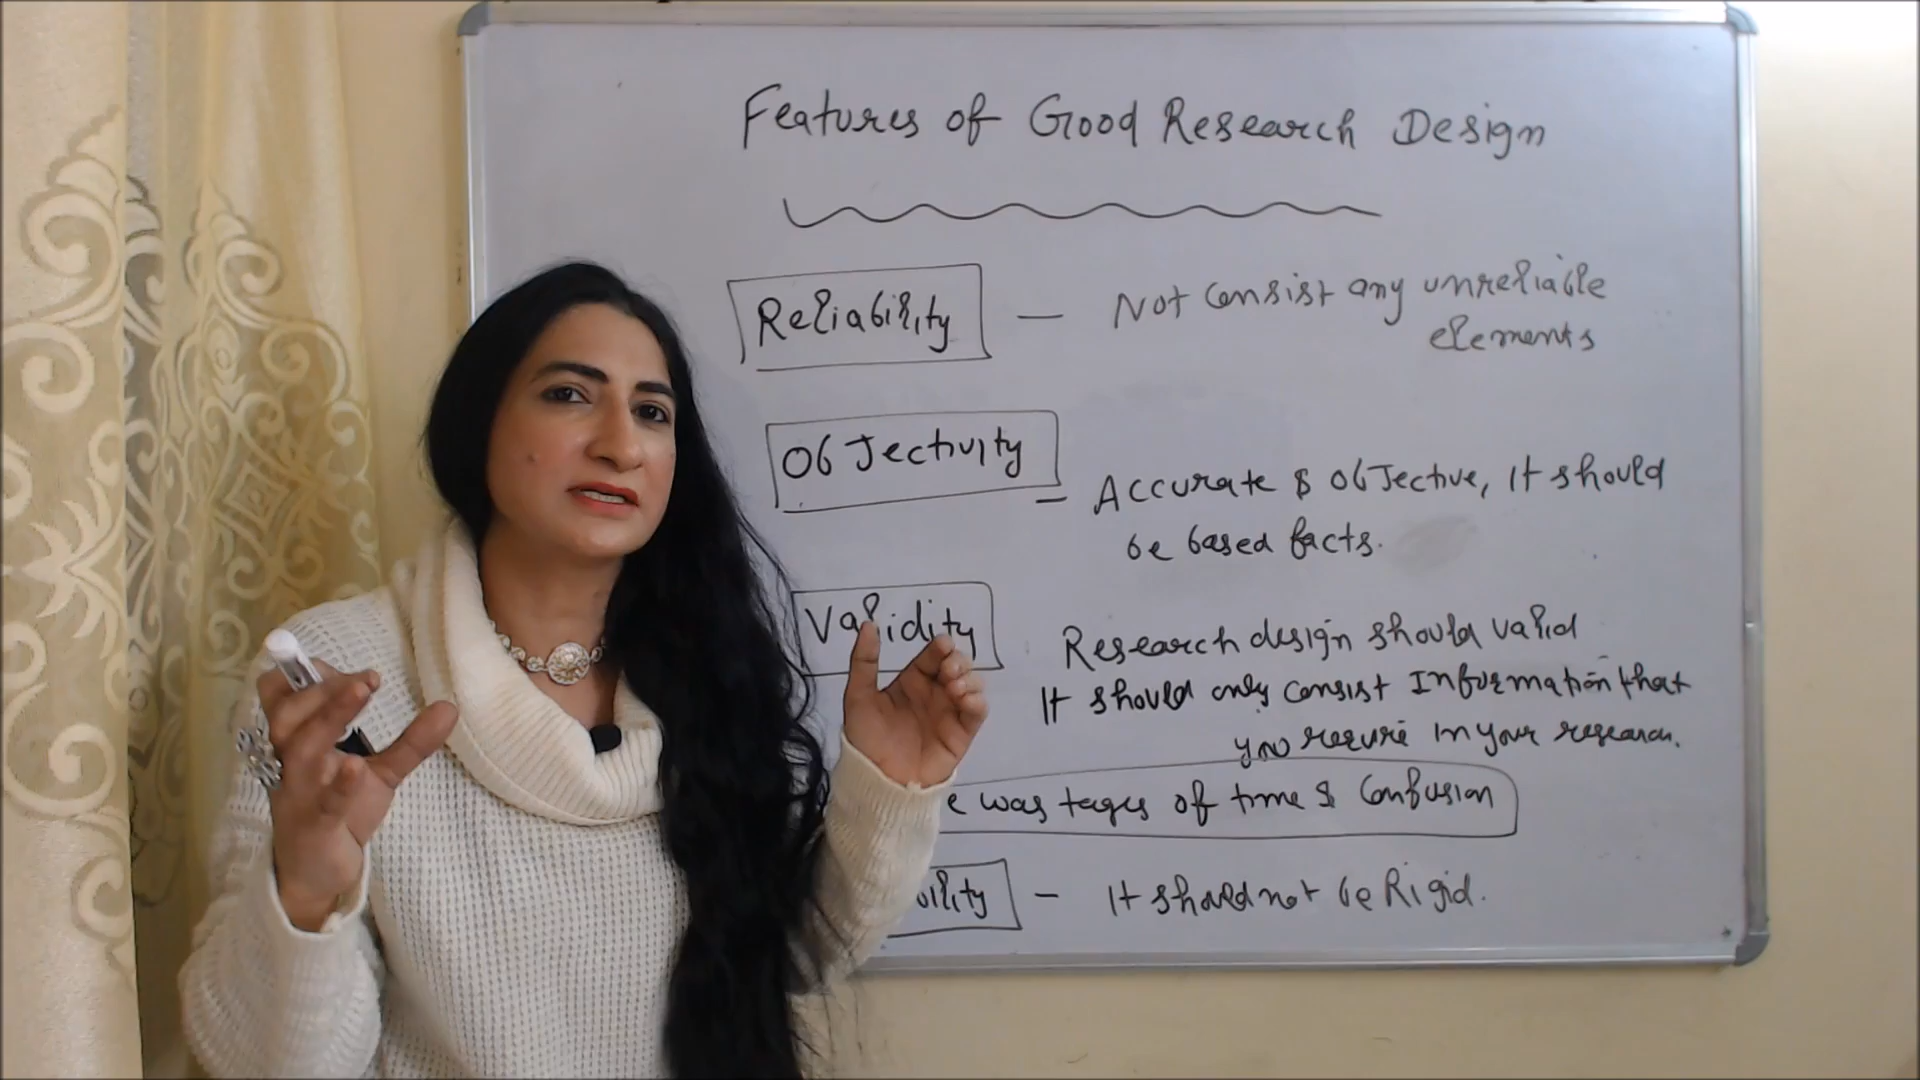 Features of Good Research Design
Reliability — Not consist any unreliable
elements
Objectivity
— Accurate & objective, it should
be based facts.
Validity
Research design should valid
It should only consist Information that
you require in your research.
e wastages of time & Confusion
bility — It should not be Rigid.